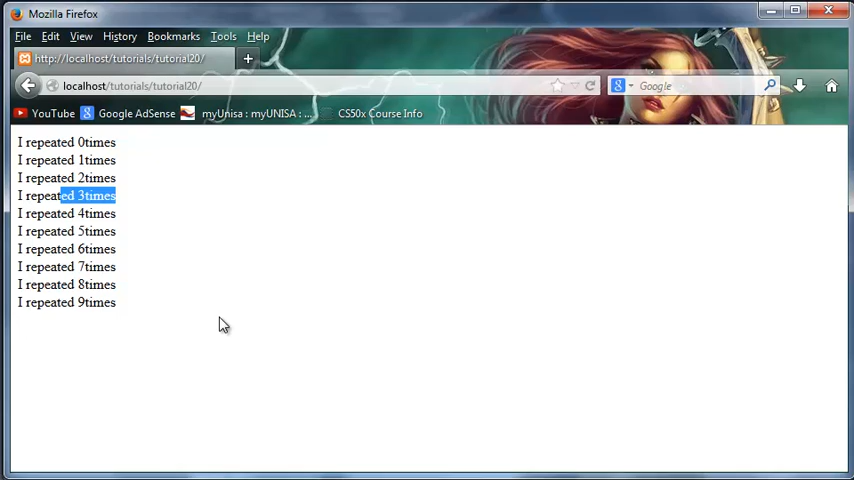 Mozilla Firefox
File Edit View History Bookmarks Tools Help
http://localhost/tutorials/tutorial20/
localhost/tutorials/tutorial20/
Google
YouTube Google AdSense myUnisa : myUNISA : ... CS50x Course Info
I repeated 0times
I repeated 1times
I repeated 2times
I repeated 3times
I repeated 4times
I repeated 5times
I repeated 6times
I repeated 7times
I repeated 8times
I repeated 9times